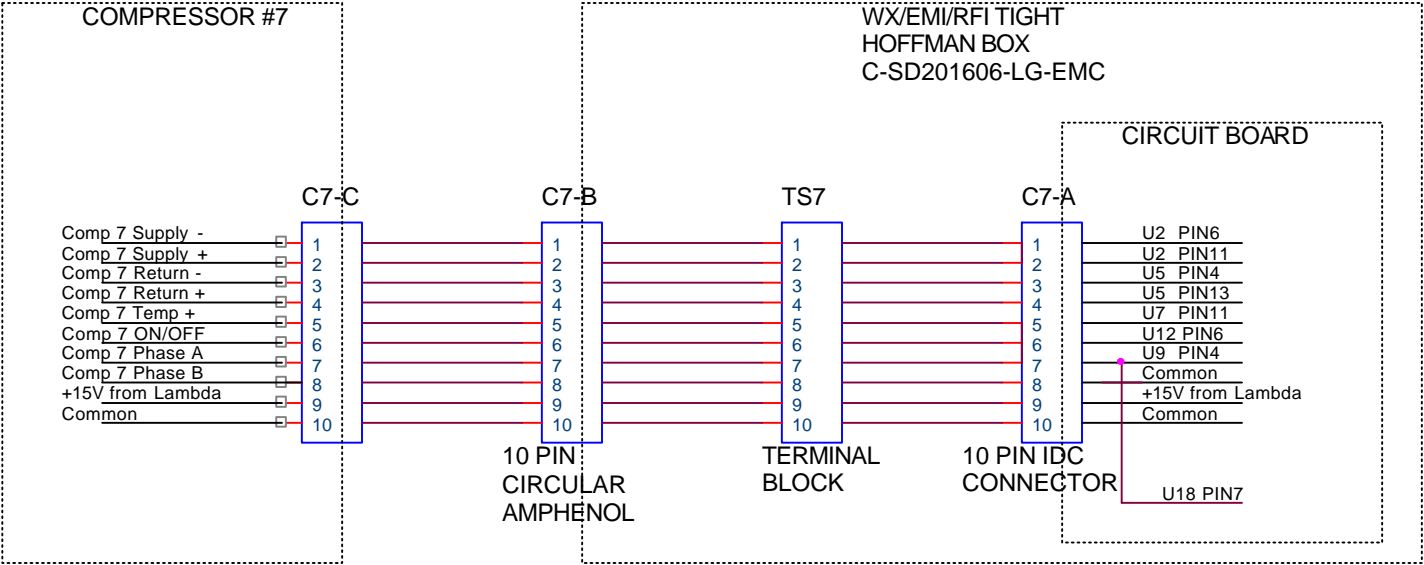 COMPRESSOR #7
WX/EMI/RFI TIGHT
HOFFMAN BOX
C-SD201606-LG-EMC
CIRCUIT BOARD
C7-C
C7-B
TS7
C7-A
Comp 7 Supply -
Comp 7 Supply +
Comp 7 Return -
Comp 7 Return +
Comp 7 Temp +
Comp 7 ON/OFF
Comp 7 Phase A
Comp 7 Phase B
+15V from Lambda
Common
1
2
3
4
5
6
7
8
9
10
1
2
3
4
5
6
7
8
9
10
1
2
3
4
5
6
7
8
9
10
1
2
3
4
5
6
7
8
9
10
U2 PIN6
U2 PIN11
U5 PIN4
U5 PIN13
U7 PIN11
U12 PIN6
U9 PIN4
Common
+15V from Lambda
Common
10 PIN
CIRCULAR
AMPHENOL
TERMINAL
BLOCK
10 PIN IDC
CONNECTOR
U18 PIN7